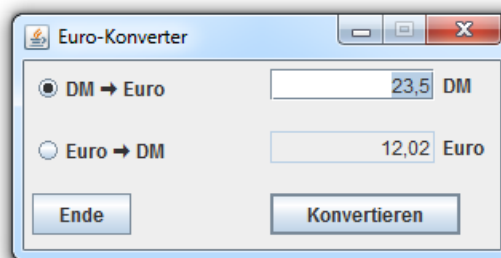 Euro-Konverter
DM → Euro 23,5 DM
Euro → DM 12,02 Euro
Ende Konvertieren